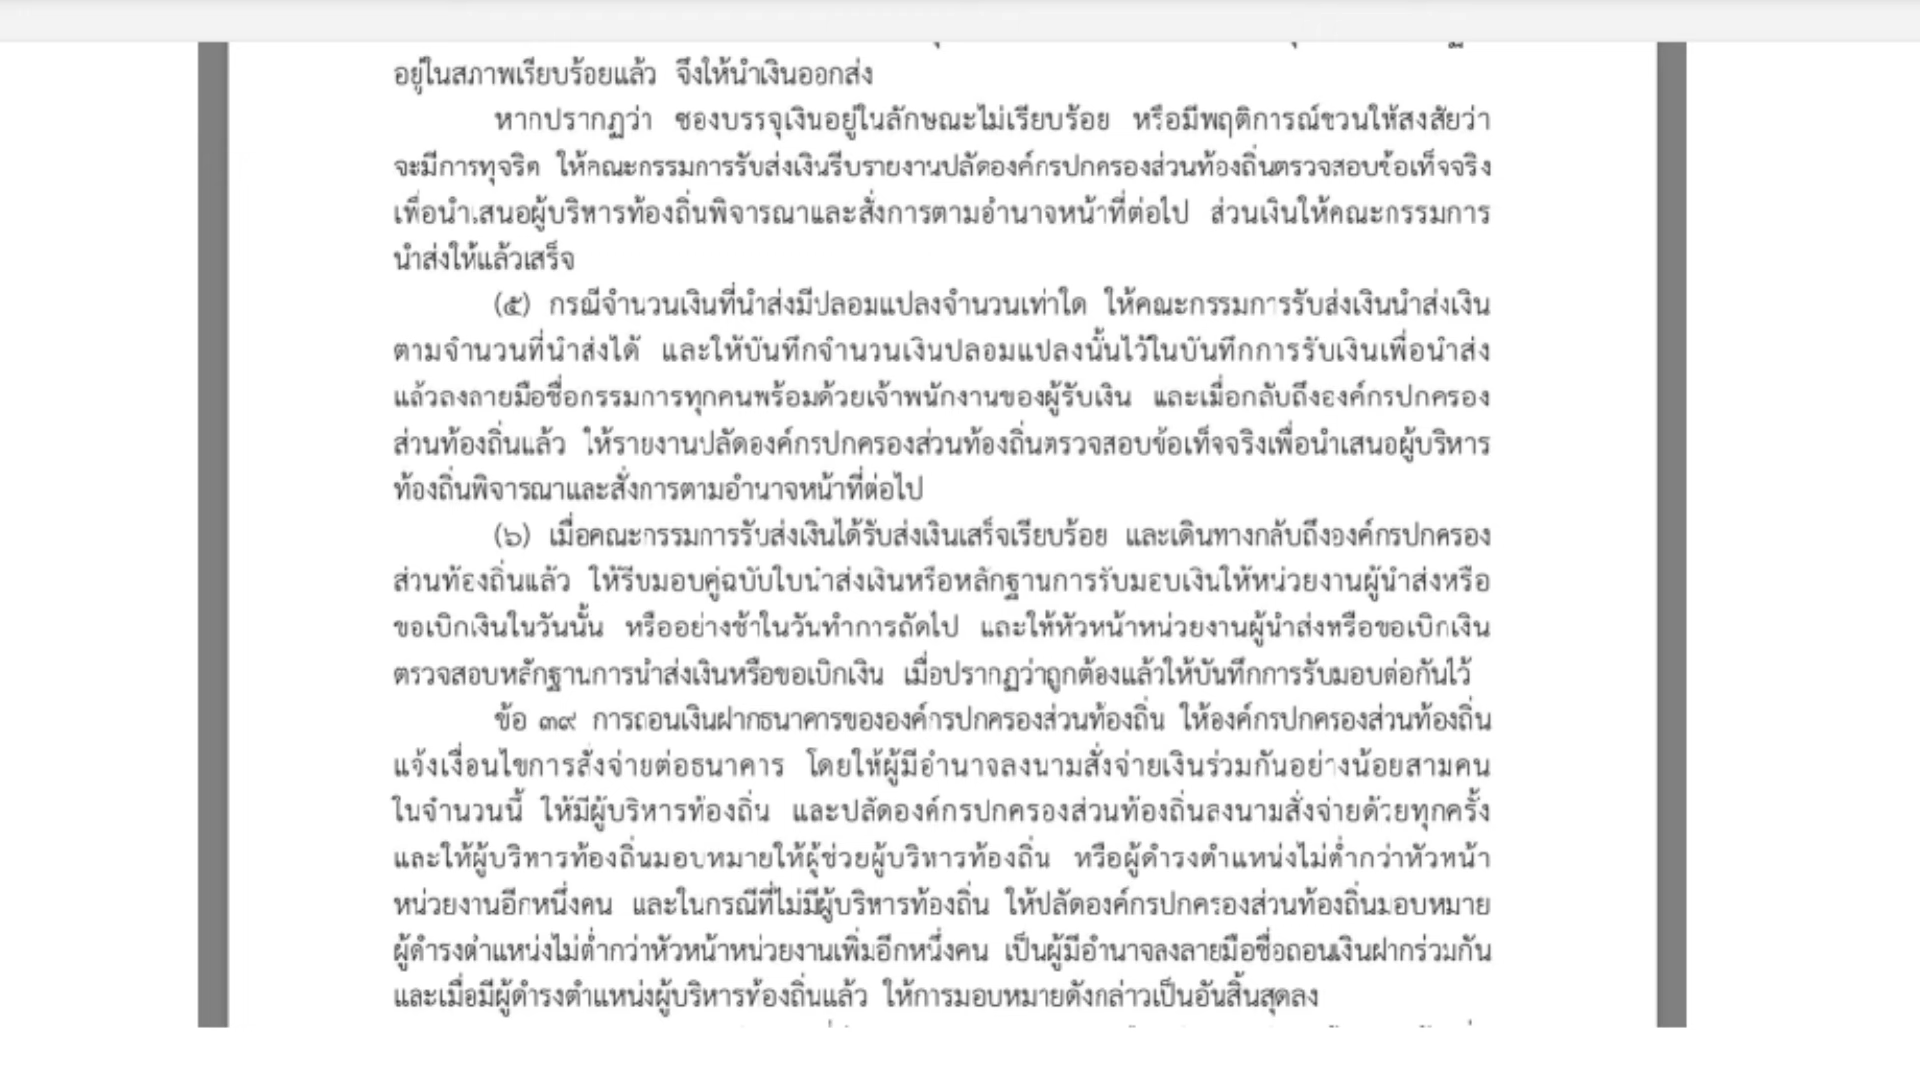 อยู่ในสภาพเรียบร้อยแล้ว จึงให้นำเงินออกส่ง
หากปรากฏว่า ซองบรรจุเงินอยู่ในลักษณะไม่เรียบร้อย หรือมีพฤติการณ์ชวนให้สงสัยว่า
จะมีการทุจริต ให้คณะกรรมการรับส่งเงินรีบรายงานปลัดองค์กรปกครองส่วนท้องถิ่นตรวจสอบข้อเท็จจริง
เพื่อนำเสนอผู้บริหารท้องถิ่นพิจารณาและสั่งการตามอำนาจหน้าที่ต่อไป ส่วนเงินให้คณะกรรมการ
นำส่งให้แล้วเสร็จ
(๕) กรณีจำนวนเงินที่นำส่งมีปลอมแปลงจำนวนเท่าใด ให้คณะกรรมการรับส่งเงินนำส่งเงิน
ตามจำนวนที่นำส่งได้ และให้บันทึกจำนวนเงินปลอมแปลงนั้นไว้ในบันทึกการรับเงินเพื่อนำส่ง
แล้วลงลายมือชื่อกรรมการทุกคนพร้อมด้วยเจ้าพนักงานของผู้รับเงิน และเมื่อกลับถึงองค์กรปกครอง
ส่วนท้องถิ่นแล้ว ให้รายงานปลัดองค์กรปกครองส่วนท้องถิ่นตรวจสอบข้อเท็จจริงเพื่อนำเสนอผู้บริหาร
ท้องถิ่นพิจารณาและสั่งการตามอำนาจหน้าที่ต่อไป
(๖) เมื่อคณะกรรมการรับส่งเงินได้รับส่งเงินเสร็จเรียบร้อย และเดินทางกลับถึงองค์กรปกครอง
ส่วนท้องถิ่นแล้ว ให้รีบมอบคู่ฉบับใบนำส่งเงินหรือหลักฐานการรับมอบเงินให้หน่วยงานผู้นำส่งหรือ
ขอเบิกเงินในวันนั้น หรืออย่างช้าในวันทำการถัดไป และให้หัวหน้าหน่วยงานผู้นำส่งหรือขอเบิกเงิน
ตรวจสอบหลักฐานการนำส่งเงินหรือขอเบิกเงิน เมื่อปรากฏว่าถูกต้องแล้วให้บันทึกการรับมอบต่อกันไว้
ข้อ ๓๙ การถอนเงินฝากธนาคารขององค์กรปกครองส่วนท้องถิ่น ให้องค์กรปกครองส่วนท้องถิ่น
แจ้งเงื่อนไขการสั่งจ่ายต่อธนาคาร โดยให้ผู้มีอำนาจลงนามสั่งจ่ายเงินร่วมกันอย่างน้อยสามคน
ในจำนวนนี้ ให้มีผู้บริหารท้องถิ่น และปลัดองค์กรปกครองส่วนท้องถิ่นลงนามสั่งจ่ายด้วยทุกครั้ง
และให้ผู้บริหารท้องถิ่นมอบหมายให้ผู้ช่วยผู้บริหารท้องถิ่น หรือผู้ดำรงตำแหน่งไม่ต่ำกว่าหัวหน้า
หน่วยงานอีกหนึ่งคน และในกรณีที่ไม่มีผู้บริหารท้องถิ่น ให้ปลัดองค์กรปกครองส่วนท้องถิ่นมอบหมาย
ผู้ดำรงตำแหน่งไม่ต่ำกว่าหัวหน้าหน่วยงานเพิ่มอีกหนึ่งคน เป็นผู้มีอำนาจลงลายมือชื่อถอนเงินฝากร่วมกัน
และเมื่อมีผู้ดำรงตำแหน่งผู้บริหารท้องถิ่นแล้ว ให้การมอบหมายดังกล่าวเป็นอันสิ้นสุดลง